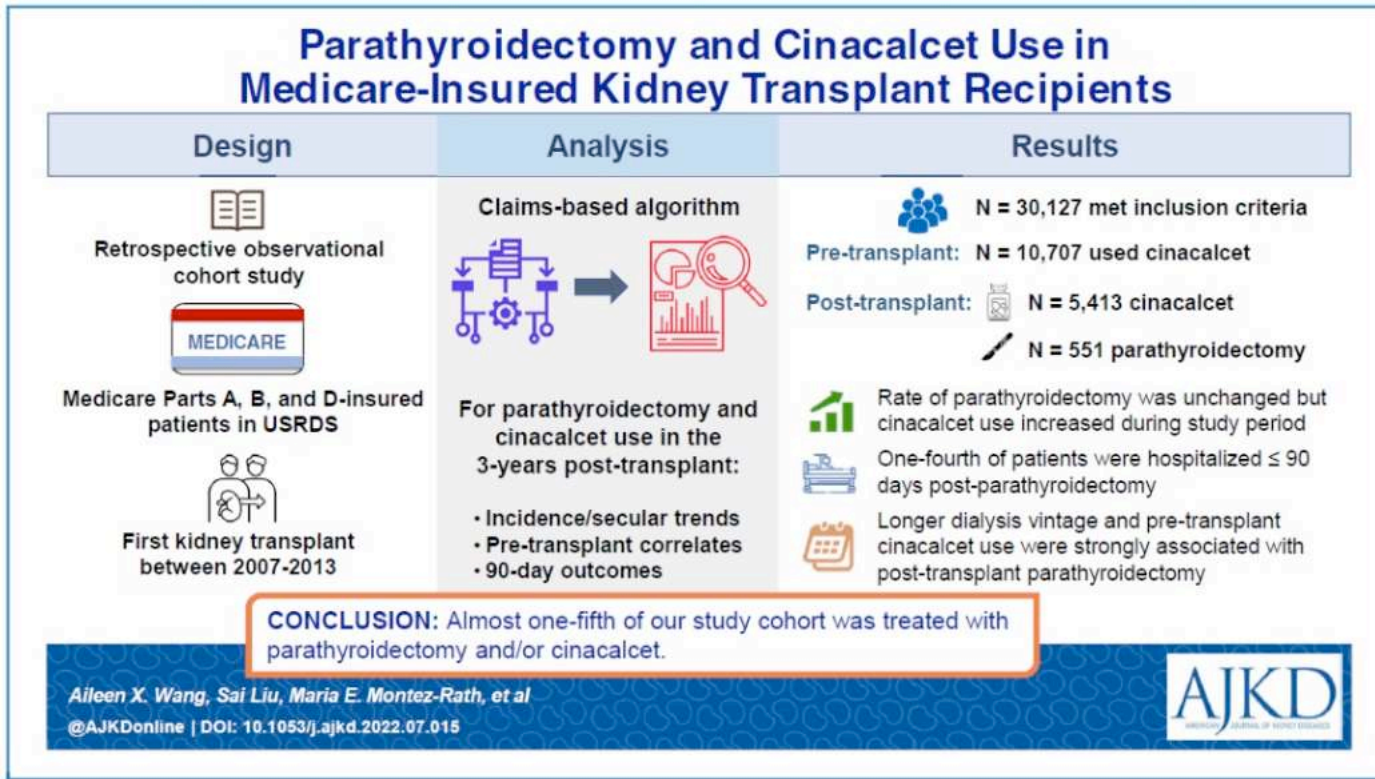 Parathyroidectomy and Cinacalcet Use in
Medicare-Insured Kidney Transplant Recipients
Design
Retrospective observational
cohort study
MEDICARE
Medicare Parts A, B, and D-insured
patients in USRDS
First kidney transplant
between 2007-2013
Analysis
Claims-based algorithm
For parathyroidectomy and
cinacalcet use in the
3-years post-transplant:
• Incidence/secular trends
• Pre-transplant correlates
• 90-day outcomes
Results
N = 30,127 met inclusion criteria
Pre-transplant: N = 10,707 used cinacalcet
Post-transplant: N = 5,413 cinacalcet
N = 551 parathyroidectomy
Rate of parathyroidectomy was unchanged but
cinacalcet use increased during study period
One-fourth of patients were hospitalized ≤ 90
days post-parathyroidectomy
Longer dialysis vintage and pre-transplant
cinacalcet use were strongly associated with
post-transplant parathyroidectomy
CONCLUSION: Almost one-fifth of our study cohort was treated with
parathyroidectomy and/or cinacalcet.
Aileen X. Wang, Sai Liu, Maria E. Montez-Rath, et al
@AJKDonline | DOI: 10.1053/j.ajkd.2022.07.015
AJKD
AMERICAN JOURNAL OF KIDNEY DISEASES